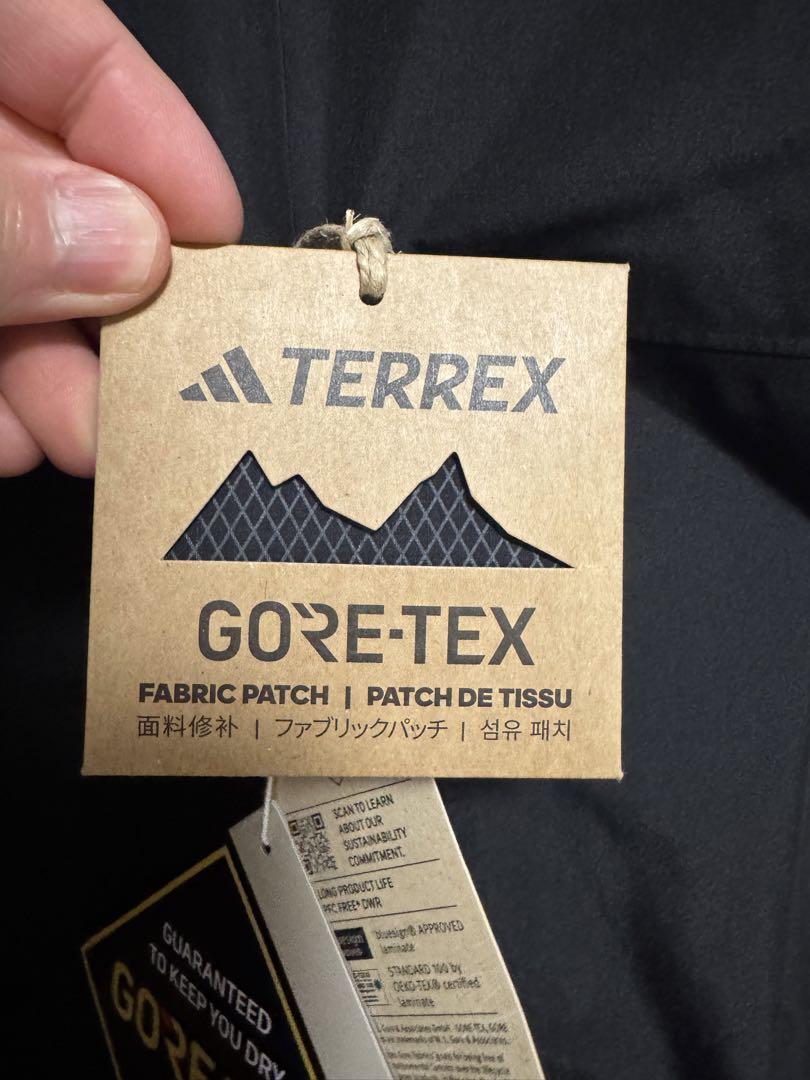 TERREX
GORE-TEX
FABRIC PATCH | PATCH DE TISSU
面料修补 | ファブリックパッチ | 섬유 패치
SCAN TO LEARN
ABOUT OUR
SUSTAINABILITY
COMMITMENT.
LONG PRODUCT LIFE
PFC FREE* DWR
bluesign® APPROVED
laminate
STANDARD 100 by
OEKO-TEX® certified
laminate
GUARANTEED
TO KEEP YOU DRY
GORE